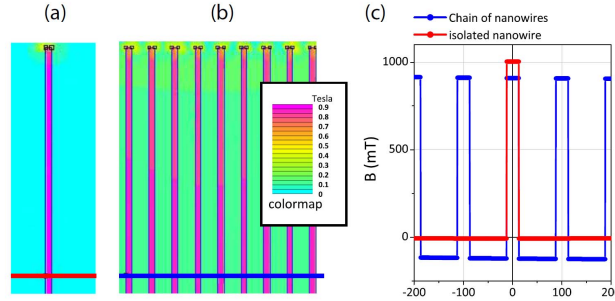 (a)
(b)
(c)
Chain of nanowires
isolated nanowire
Tesla
0.9
0.8
0.7
0.6
0.5
0.4
0.3
0.2
0.1
0
colormap
B (mT)
1000
500
0
-200 -100 0 100 200